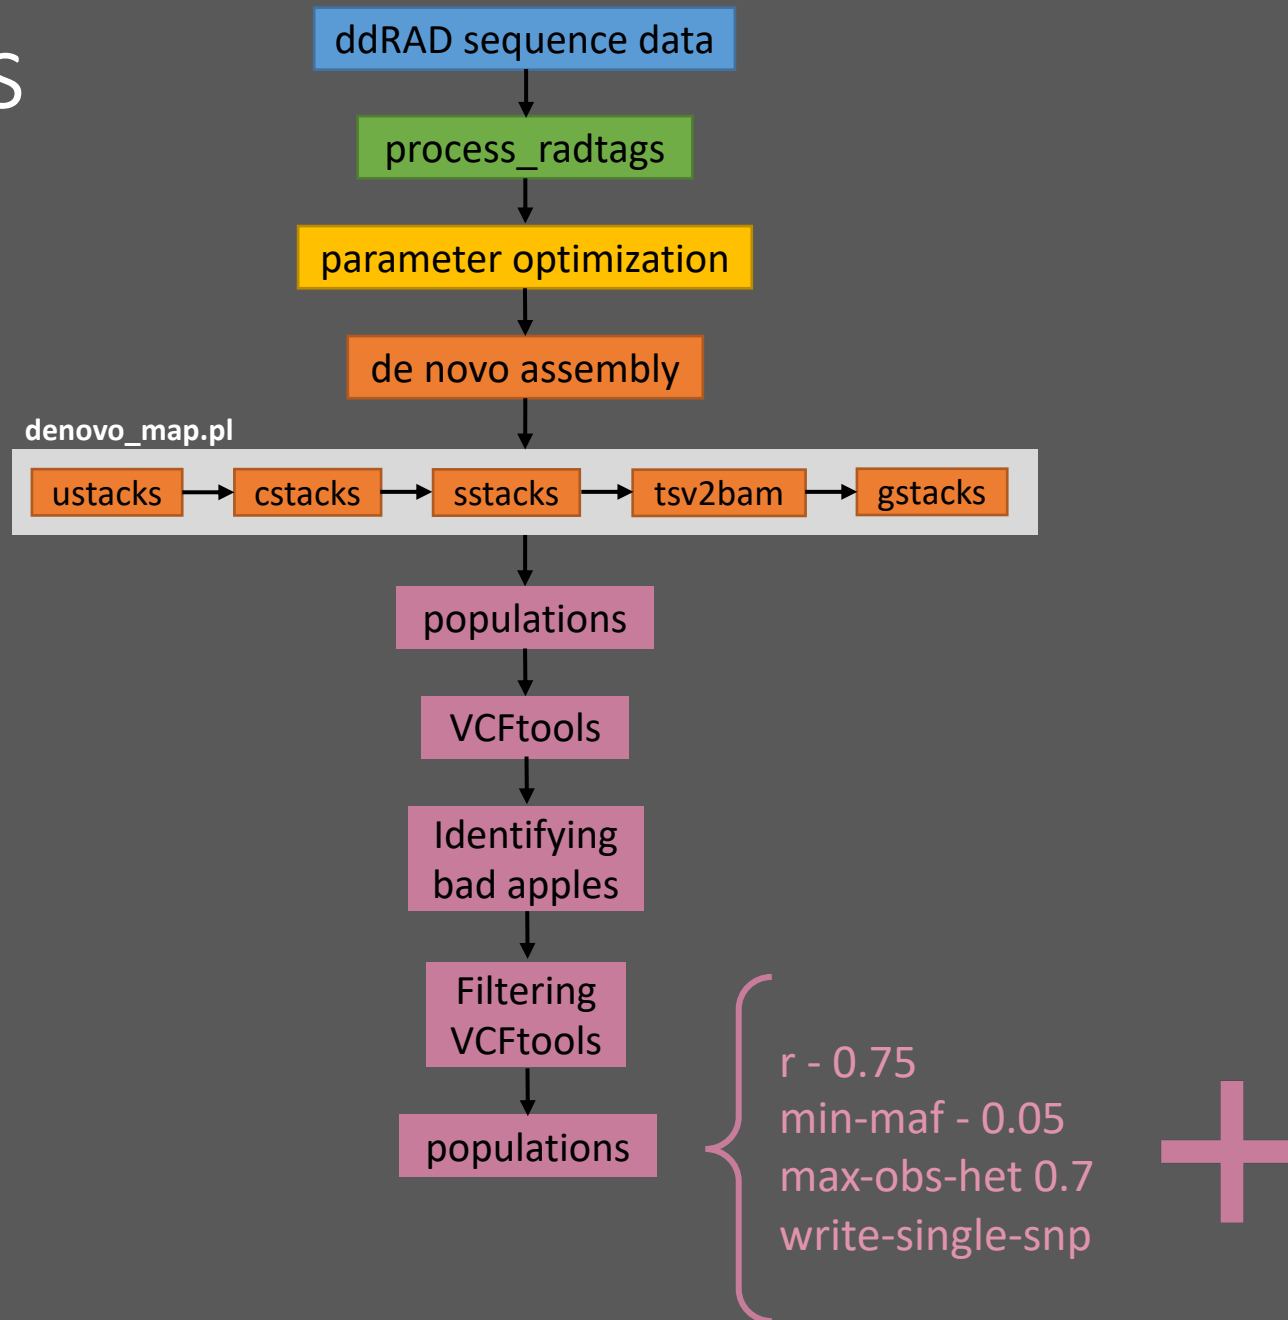 S
ddRAD sequence data
process_radtags
parameter optimization
de novo assembly
denovo_map.pl
ustacks
cstacks
sstacks
tsv2bam
gstacks
populations
VCFtools
Identifying
bad apples
Filtering
VCFtools
populations
r - 0.75
min-maf - 0.05
max-obs-het 0.7
write-single-snp
+